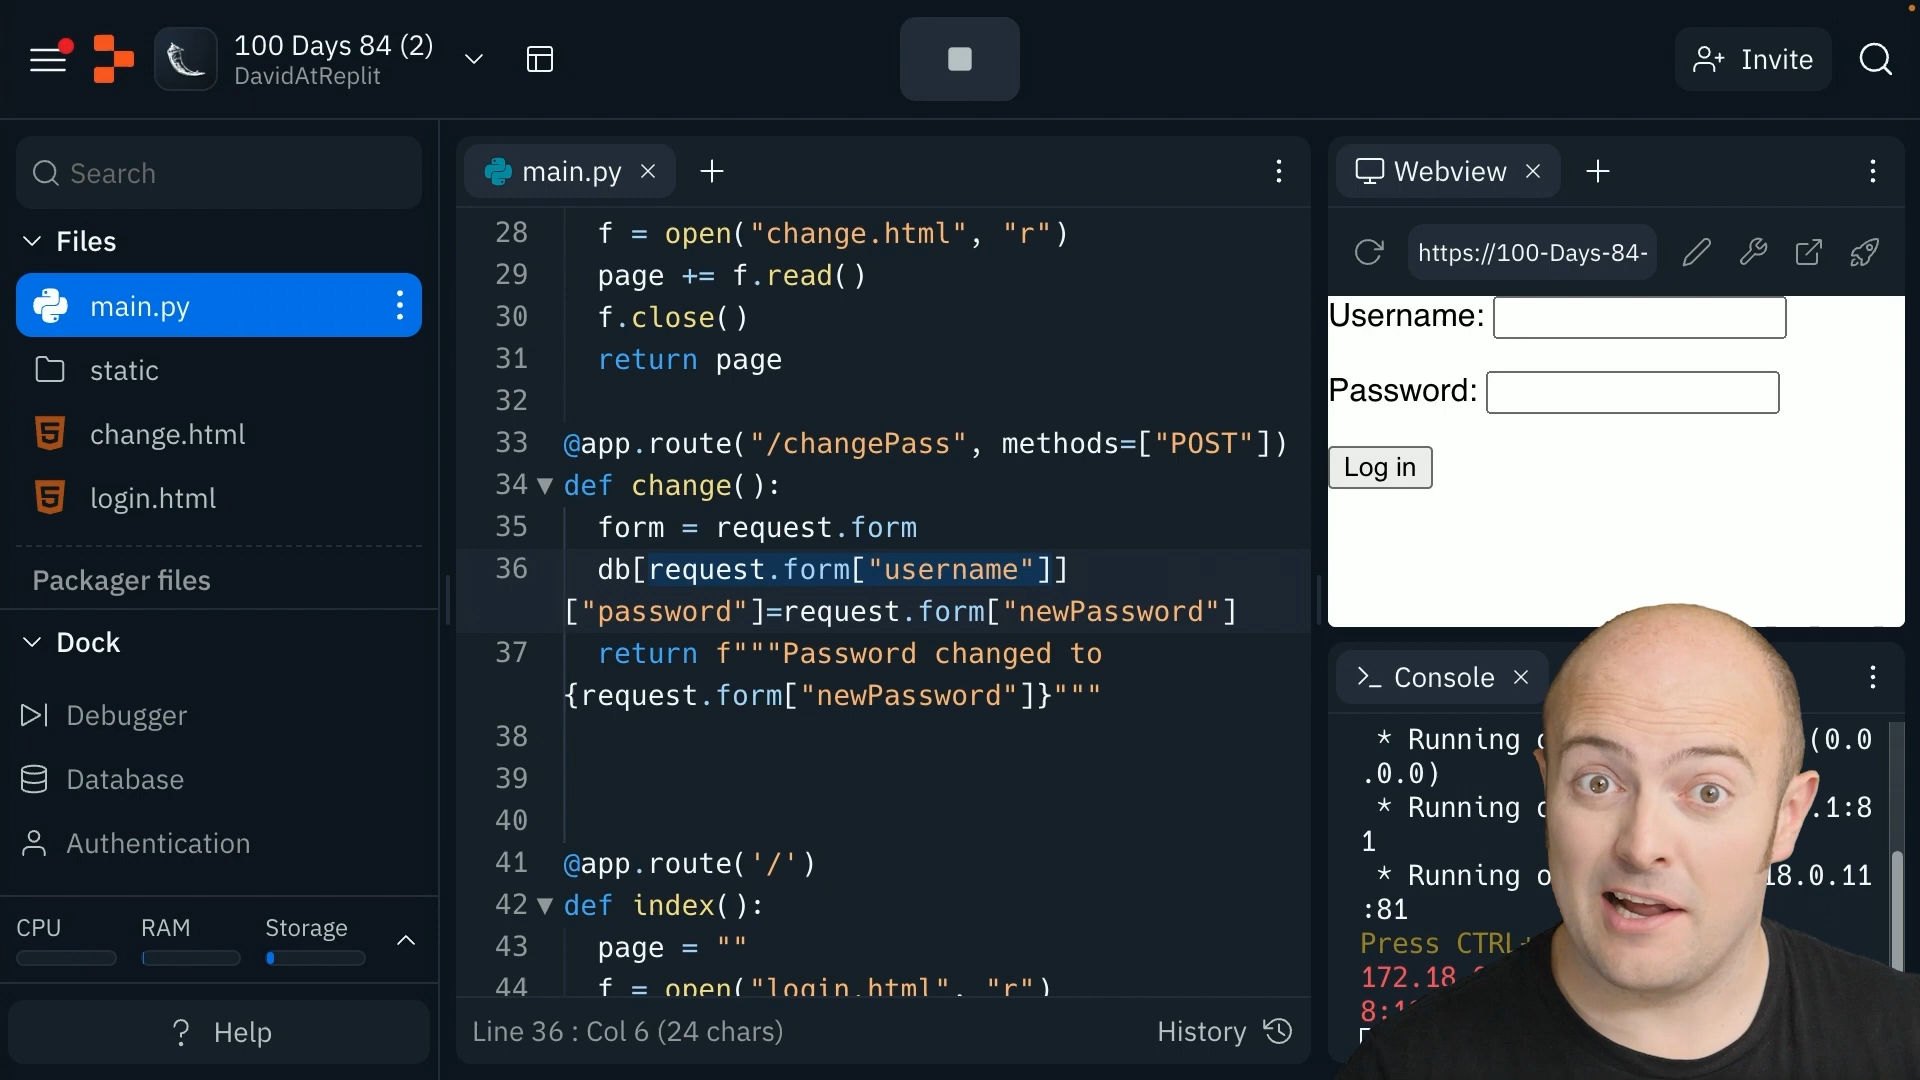 100 Days 84 (2)
DavidAtReplit
Invite
Search
Files
main.py
static
change.html
login.html
Packager files
Dock
Debugger
Database
Authentication
CPU RAM Storage
? Help
main.py
28 f = open("change.html", "r")
29 page += f.read()
30 f.close()
31 return page
32
33 @app.route("/changePass", methods=["POST"])
34 def change():
35 form = request.form
36 db[request.form["username"]]
["password"]=request.form["newPassword"]
37 return f"""Password changed to
{request.form["newPassword"]}"""
38
39
40
41 @app.route('/')
42 def index():
43 page = ""
44 f = open("login.html", "r")
Line 36 : Col 6 (24 chars)
History
Webview
https://100-Days-84-
Username:
Password:
Log in
Console
* Running (0.0
.0.0)
* Running .1:8
1
* Running 18.0.11
:81
Press CTRL+
172.18.
8:1